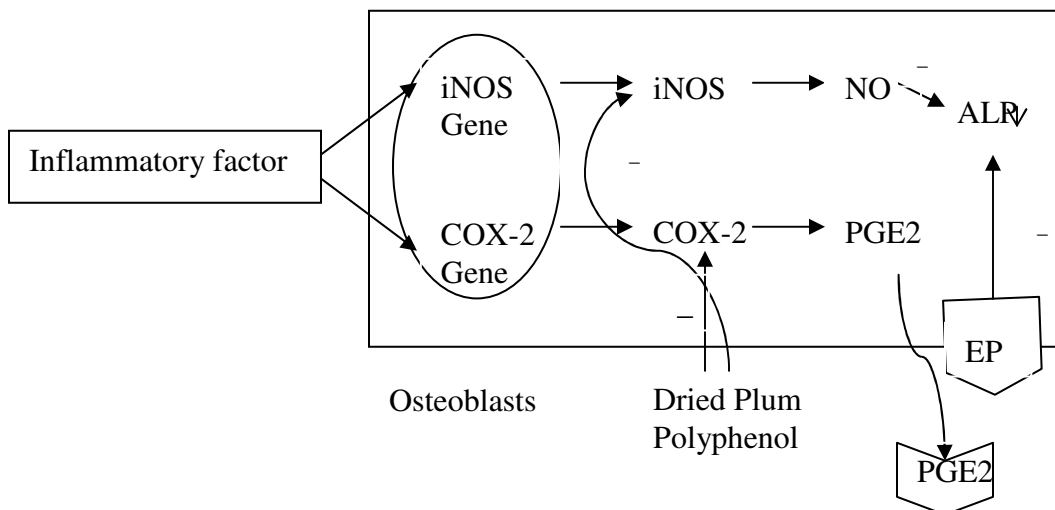 iNOS
Gene
iNOS
NO
–
ALP
Inflammatory factor
–
COX-2
Gene
COX-2
PGE2
–
–
EP
Osteoblasts
Dried Plum
Polyphenol
PGE2